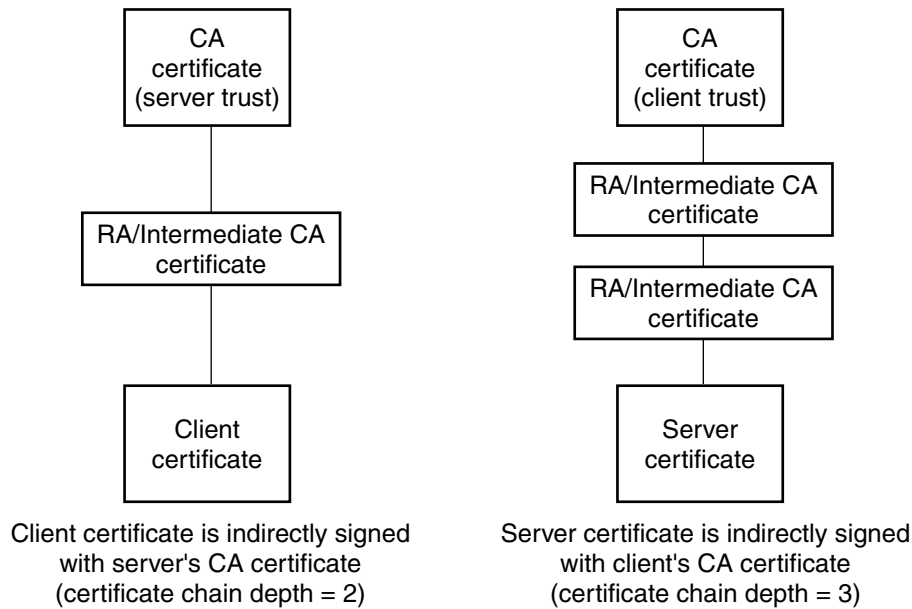 CA
certificate
(server trust)
RA/Intermediate CA
certificate
Client
certificate
Client certificate is indirectly signed
with server's CA certificate
(certificate chain depth = 2)
CA
certificate
(client trust)
RA/Intermediate CA
certificate
RA/Intermediate CA
certificate
Server
certificate
Server certificate is indirectly signed
with client's CA certificate
(certificate chain depth = 3)